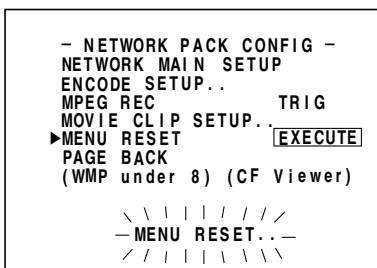 – NETWORK PACK CONFIG –
NETWORK MAIN SETUP
ENCODE SETUP..
MPEG REC TRIG
MOVIE CLIP SETUP..
▶MENU RESET EXECUTE
PAGE BACK
(WMP under 8) (CF Viewer)
MENU RESET..